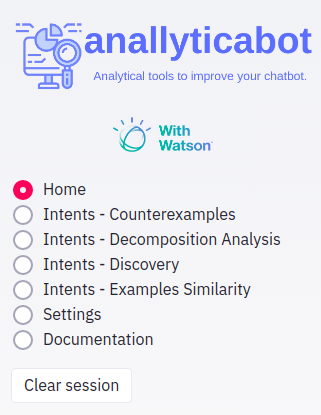 anallyticabot
Analytical tools to improve your chatbot.
With
Watson
Home
Intents - Counterexamples
Intents - Decomposition Analysis
Intents - Discovery
Intents - Examples Similarity
Settings
Documentation
Clear session